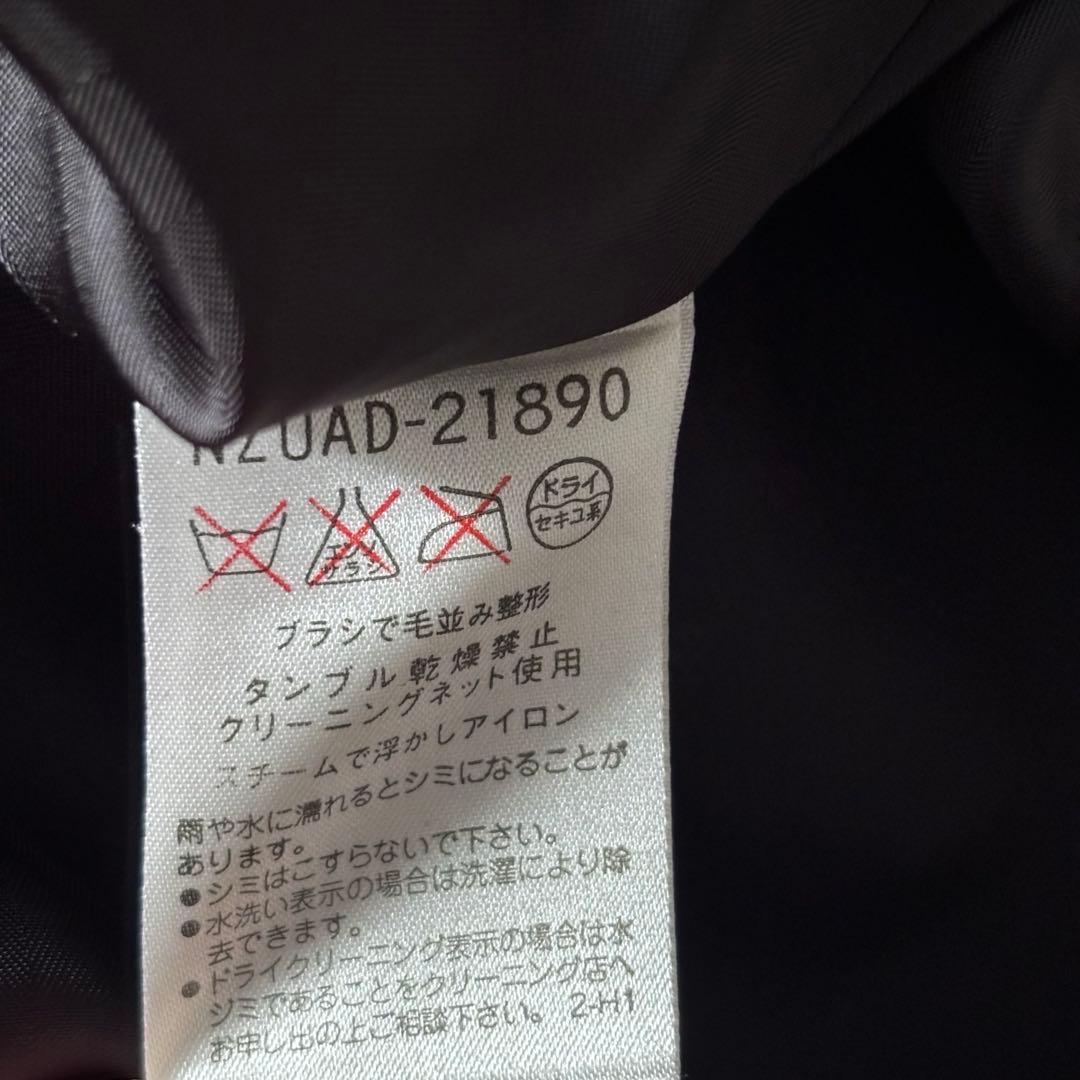 NZUAD-21890
エンソ
サラシ
ドライ
セキユ系
ブラシで毛並み整形
タンブル乾燥禁止
クリーニングネット使用
スチームで浮かしアイロン
雨や水に濡れるとシミになることが
あります。
●シミはこすらないで下さい。
●水洗い表示の場合は洗濯により除
去できます。
●ドライクリーニング表示の場合は水
シミであることをクリーニング店へ
お申し出の上ご相談下さい。 2-H1